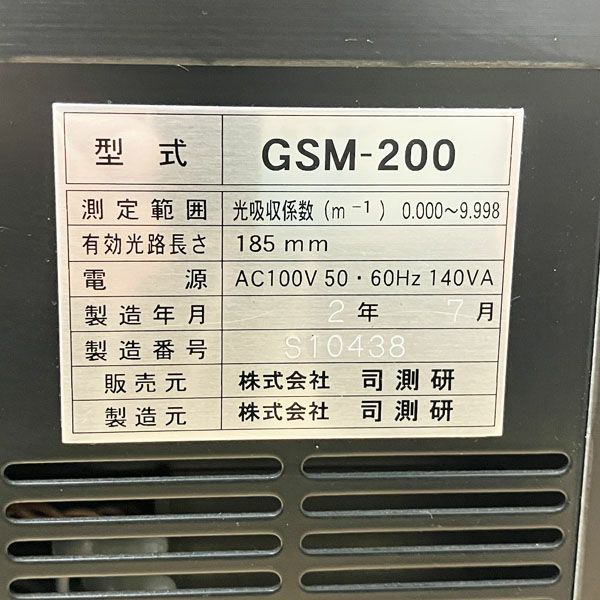 型式 GSM-200
測定範囲 光吸収係数 (m⁻¹) 0.000～9.998
有効光路長さ 185mm
電源 AC100V 50・60Hz 140VA
製造年月 2年 7月
製造番号 S10438
販売元 株式会社 司測研
製造元 株式会社 司測研